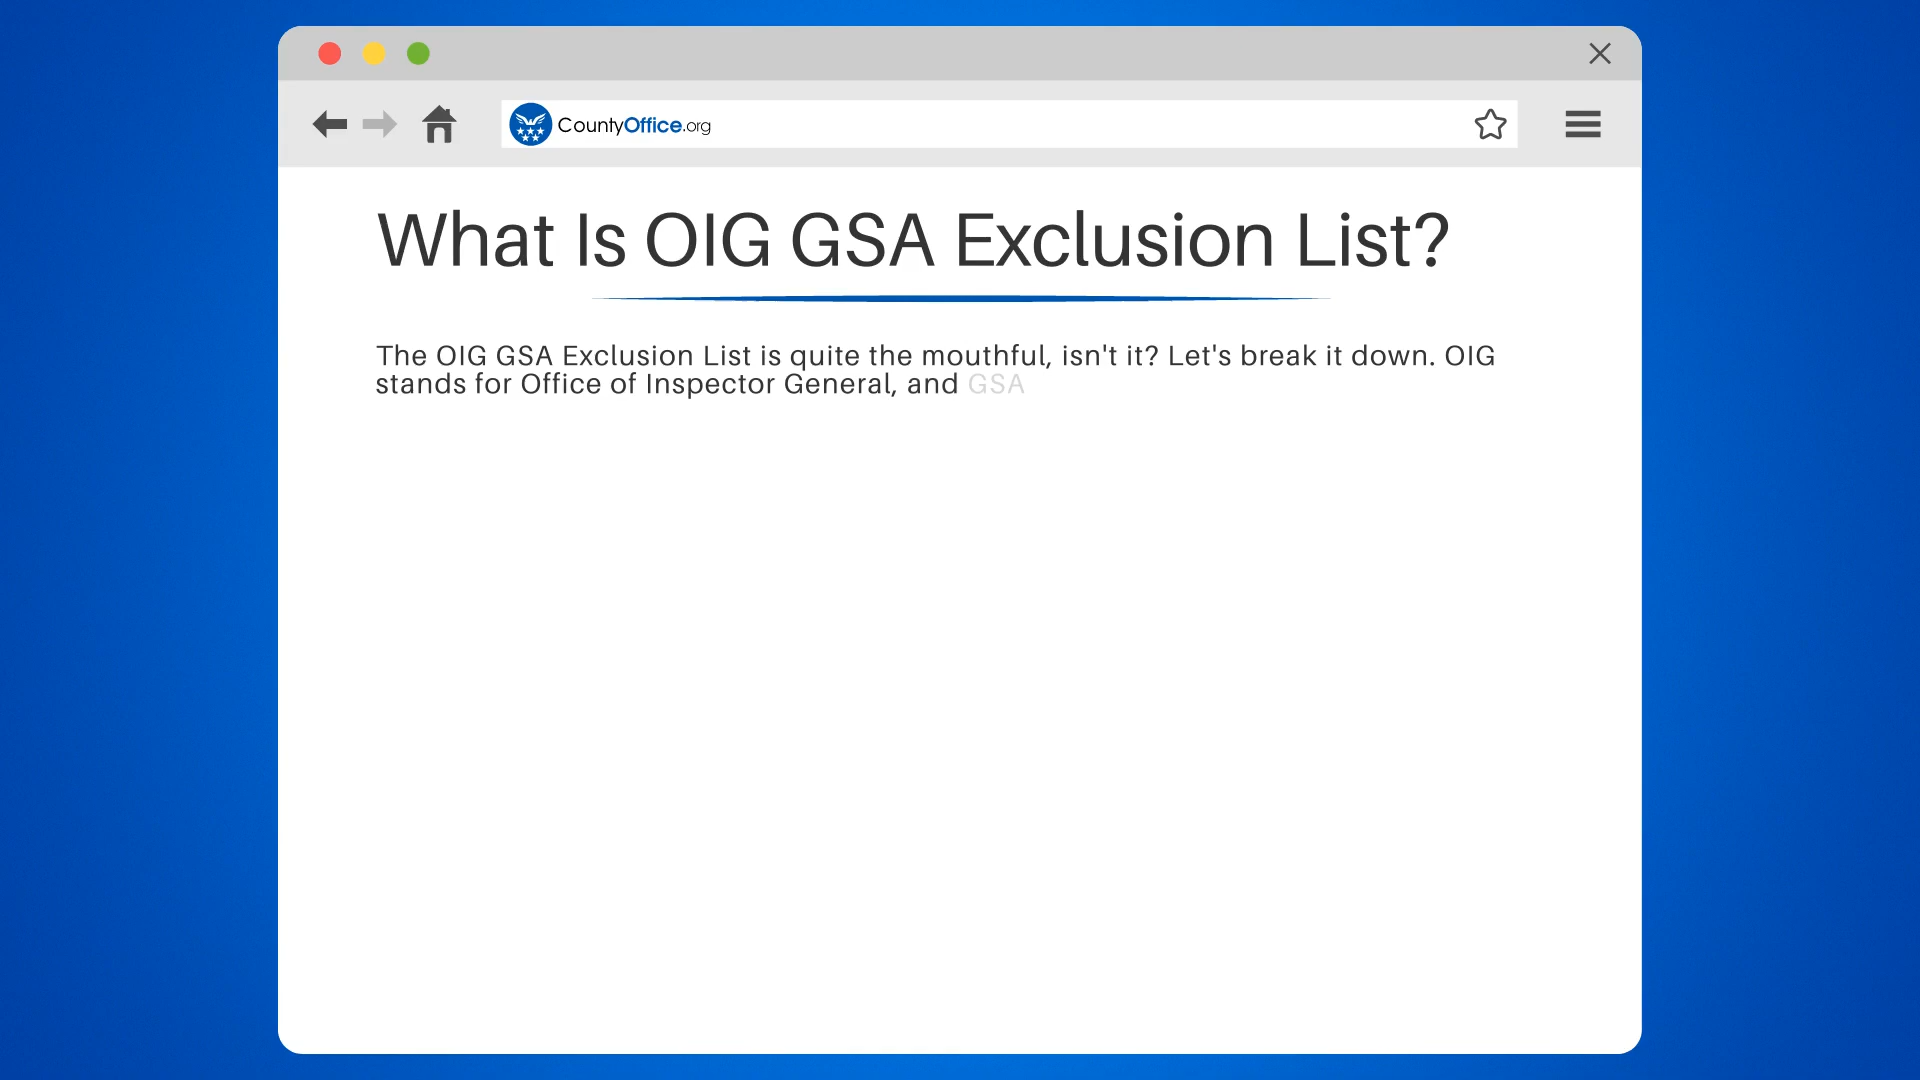 CountyOffice.org
What Is OIG GSA Exclusion List?
The OIG GSA Exclusion List is quite the mouthful, isn't it? Let's break it down. OIG
stands for Office of Inspector General, and GSA